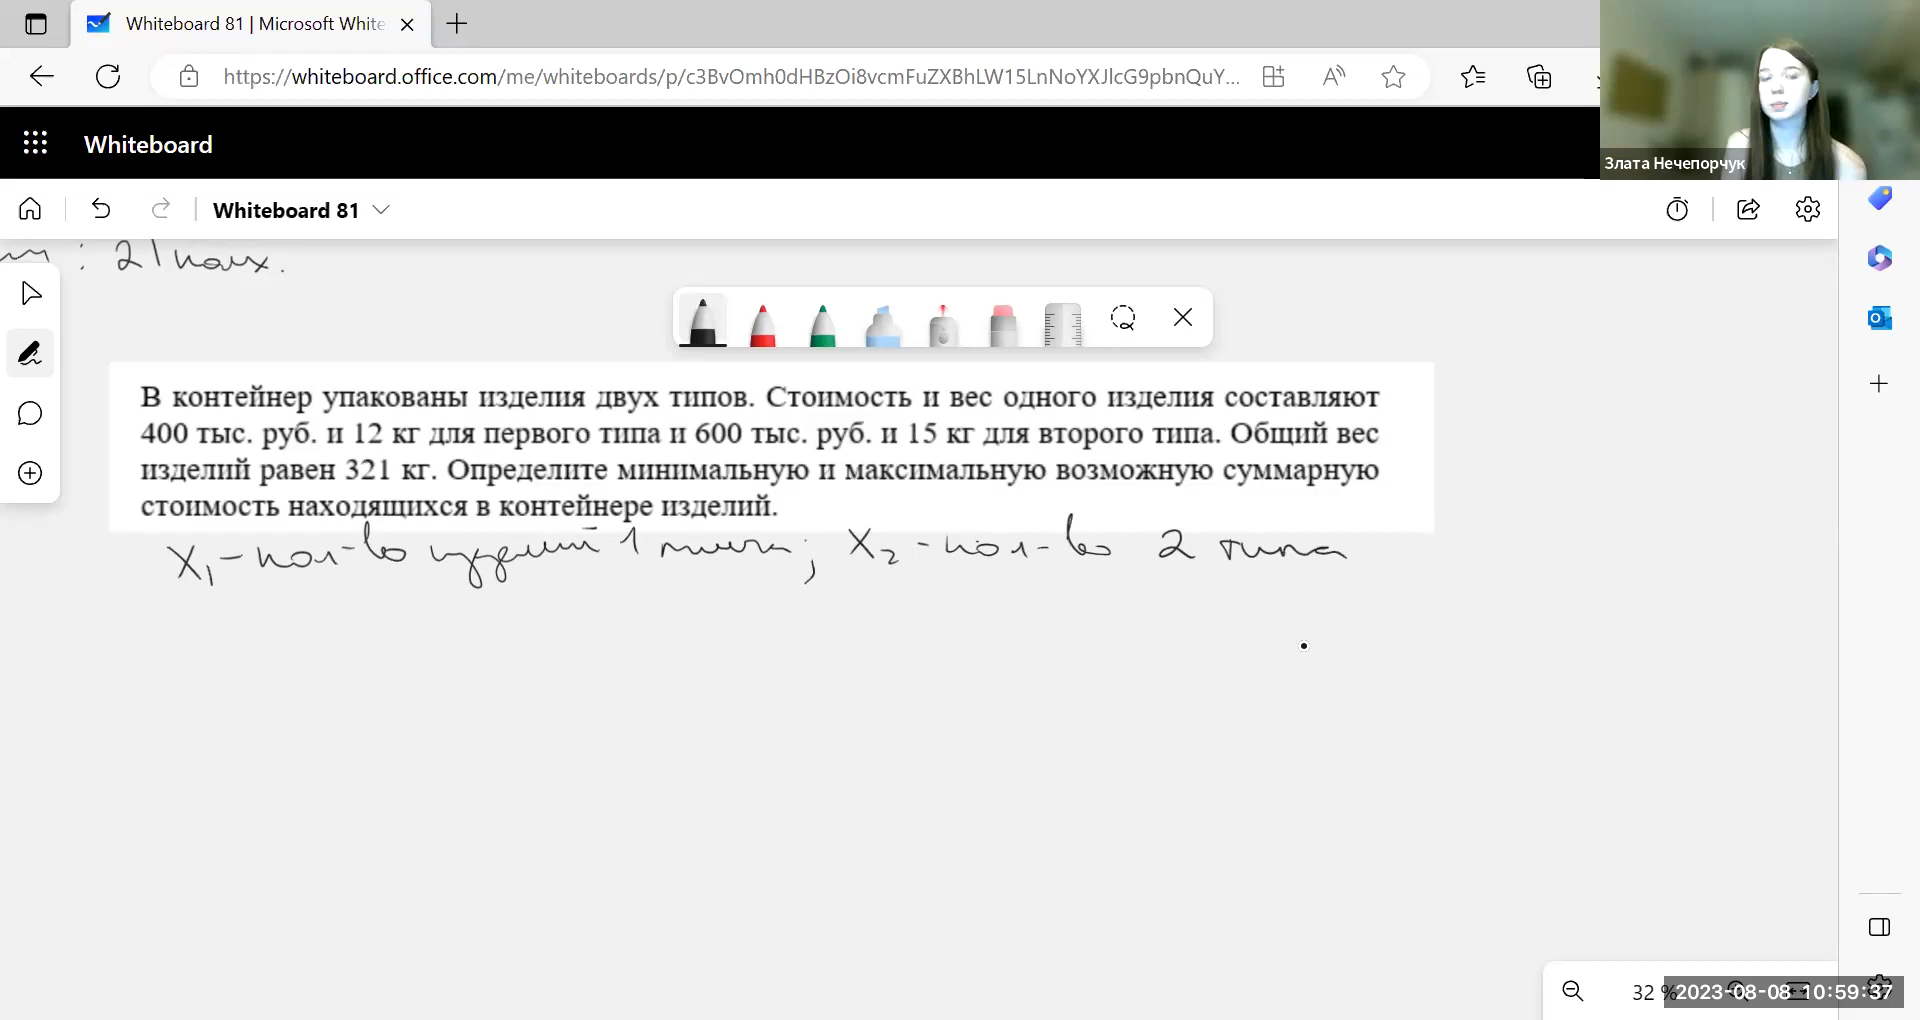 Whiteboard 81 | Microsoft White
https://whiteboard.office.com/me/whiteboards/p/c3BvOmh0dHBzOi8vcmFuZXBhLW15LnNoYXJlcG9pbnQuY...
Whiteboard
Злата Нечепорчук
Whiteboard 81
: 21
В контейнер упакованы изделия двух типов. Стоимость и вес одного изделия составляют
400 тыс. руб. и 12 кг для первого типа и 600 тыс. руб. и 15 кг для второго типа. Общий вес
изделий равен 321 кг. Определите минимальную и максимальную возможную суммарную
стоимость находящихся в контейнере изделий.
x₁ - кол-во изделий 1 типа; x₂ - кол-во 2 типа
32 %
2023-08-08 10:59:37